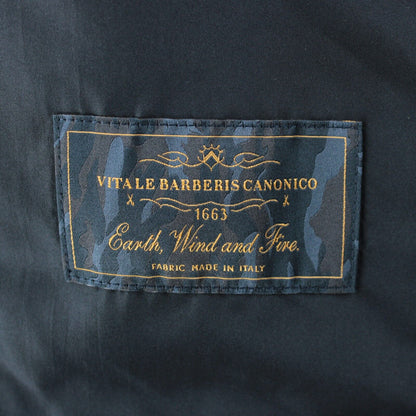 VITALE BARBERIS CANONICO
1663
Earth, Wind and Fire.
FABRIC MADE IN ITALY